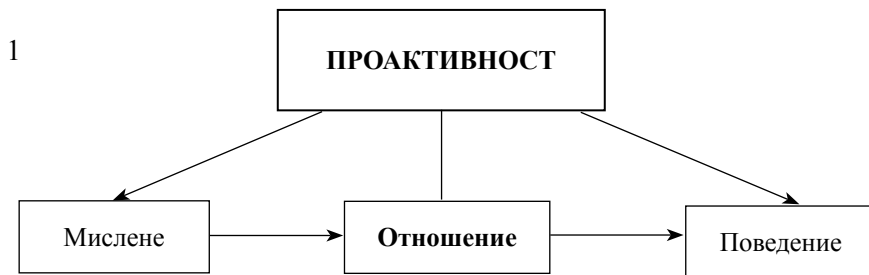 1
ПРОАКТИВНОСТ
Мислене
Отношение
Поведение